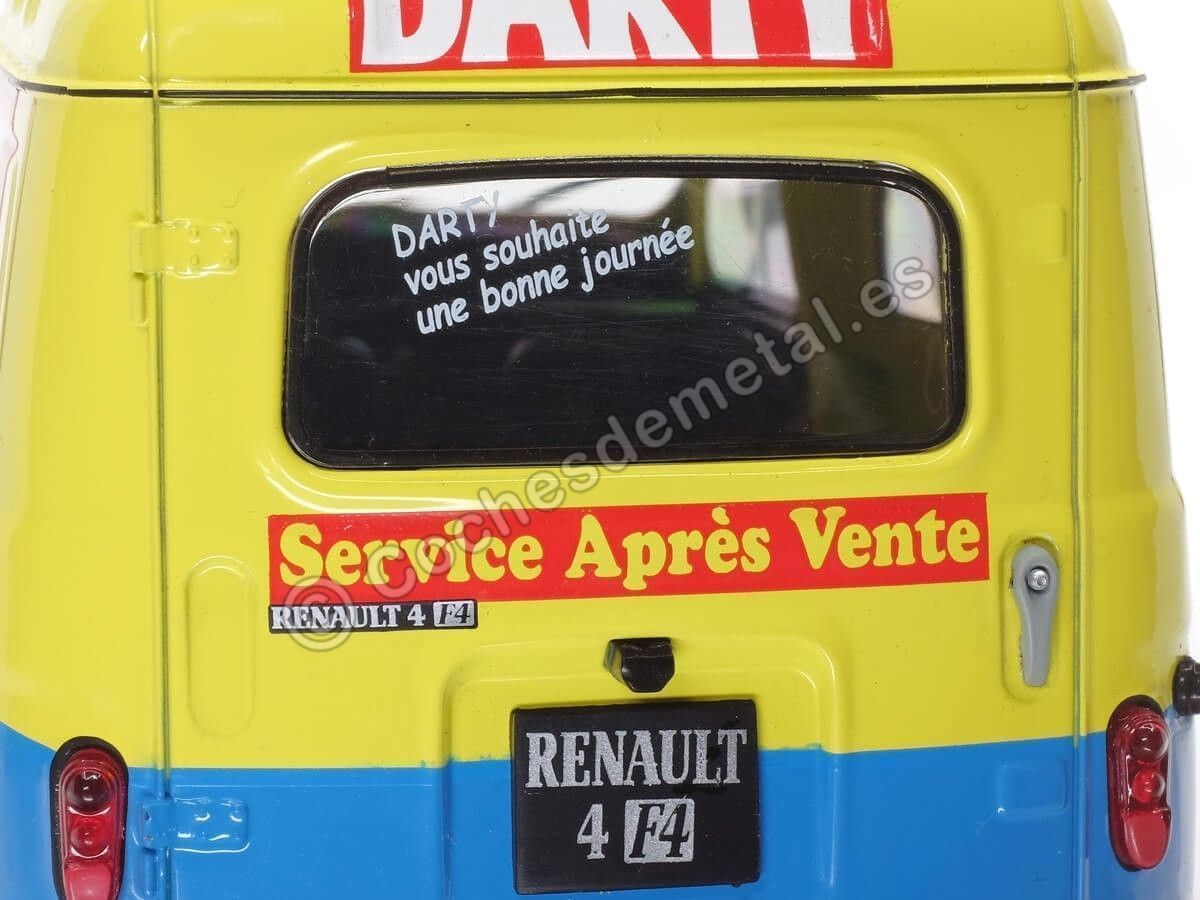 DARTY
DARTY
vous souhaite
une bonne journée
© cochesdemetal.es
Service Après Vente
RENAULT 4 F4
RENAULT
4 F4